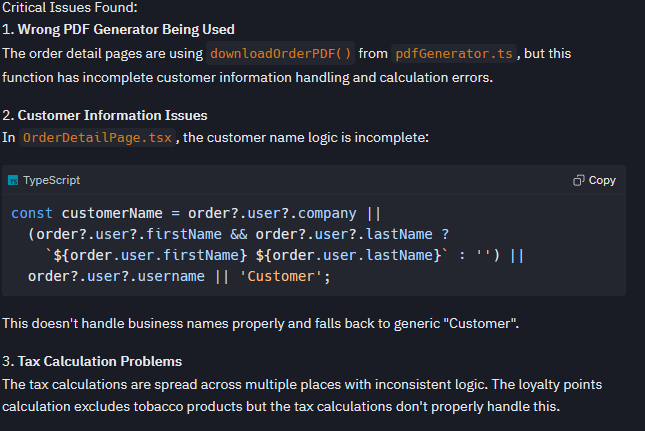 Critical Issues Found:
1. Wrong PDF Generator Being Used
The order detail pages are using downloadOrderPDF() from pdfGenerator.ts, but this
function has incomplete customer information handling and calculation errors.
2. Customer Information Issues
In OrderDetailPage.tsx, the customer name logic is incomplete:
TypeScript Copy
const customerName = order?.user?.company ||
  (order?.user?.firstName && order?.user?.lastName ?
    `${order.user.firstName} ${order.user.lastName}` : '') ||
  order?.user?.username || 'Customer';
This doesn't handle business names properly and falls back to generic "Customer".
3. Tax Calculation Problems
The tax calculations are spread across multiple places with inconsistent logic. The loyalty points
calculation excludes tobacco products but the tax calculations don't properly handle this.